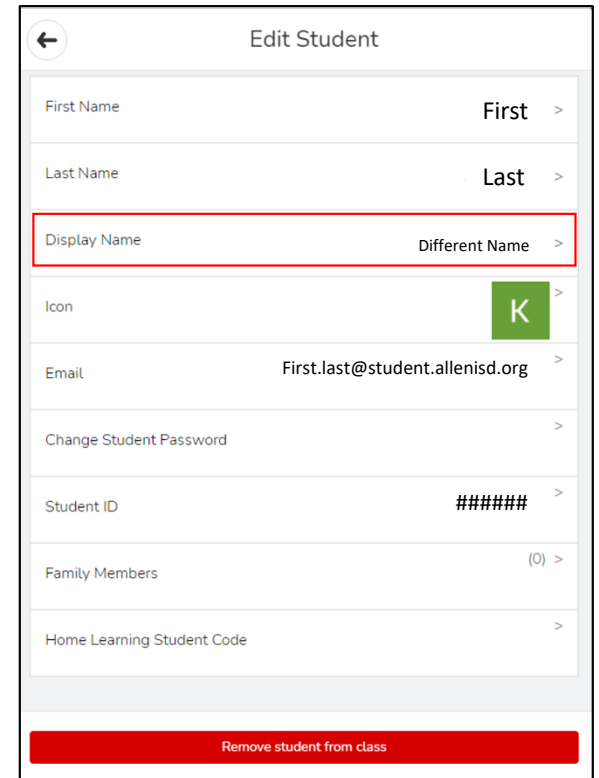 Edit Student
First Name First >
Last Name Last >
Display Name Different Name >
Icon K >
Email First.last@student.allenisd.org >
Change Student Password >
Student ID ###### >
Family Members (0) >
Home Learning Student Code >
Remove student from class